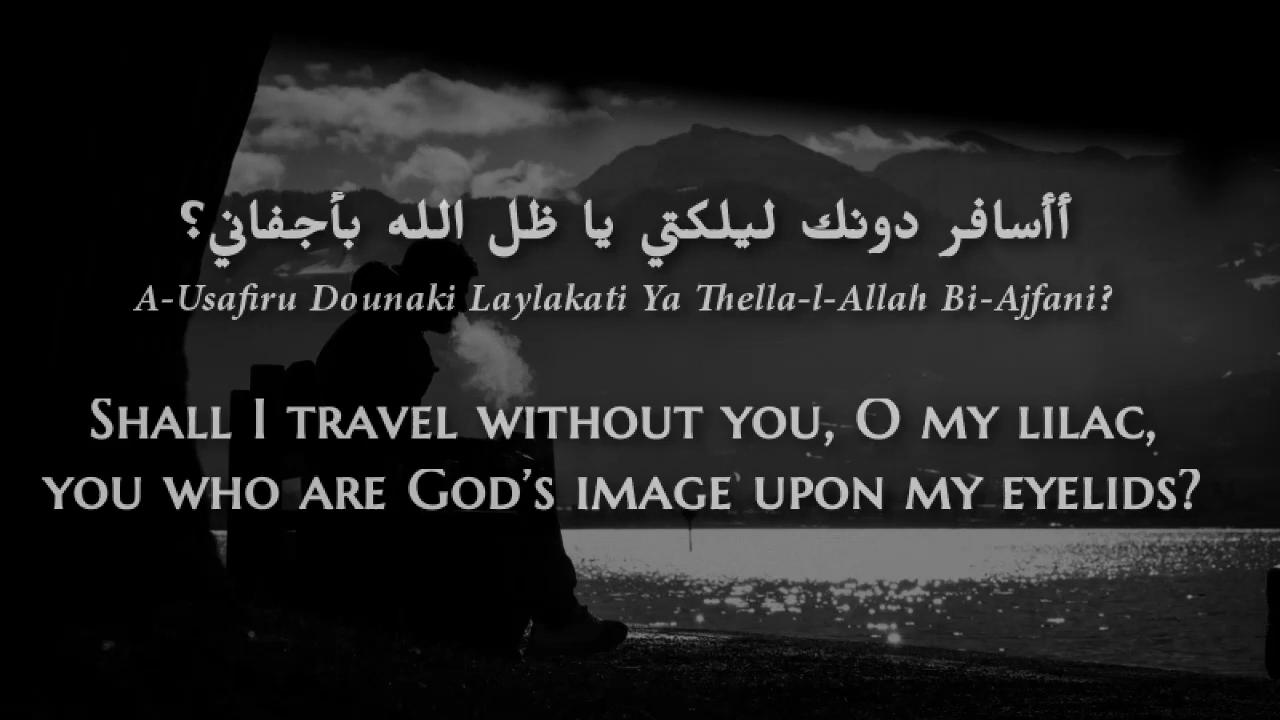 أأسافر دونك ليلكتي يا ظل الله بأجفاني؟
A-Usafiru Dounaki Laylakati Ya Thella-l-Allah Bi-Ajfani?
Shall I travel without you, O my lilac,
you who are God's image upon my eyelids?